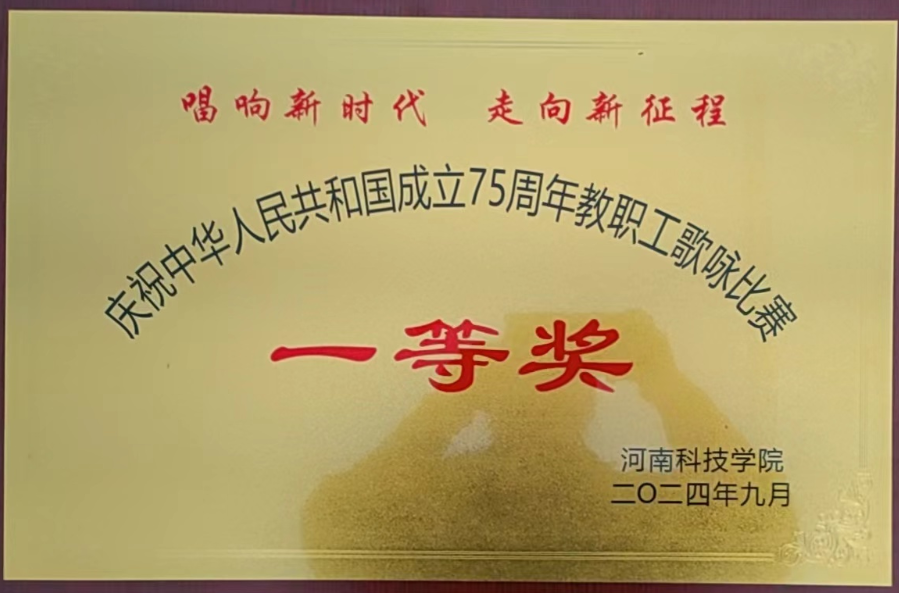 唱响新时代 走向新征程
庆祝中华人民共和国成立75周年教职工歌咏比赛
一等奖
河南科技学院
二〇二四年九月